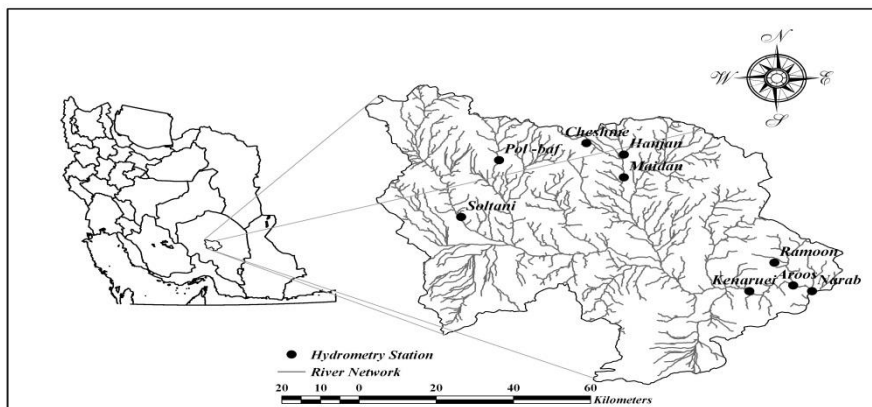 N
W
E
S
Cheshme
Hanjan
Pol -baf
Maidan
Soltani
Ramoon
Aroos
Kenaruei
Narab
Hydrometry Station
River Network
20 10 0 20 40 60
Kilometers